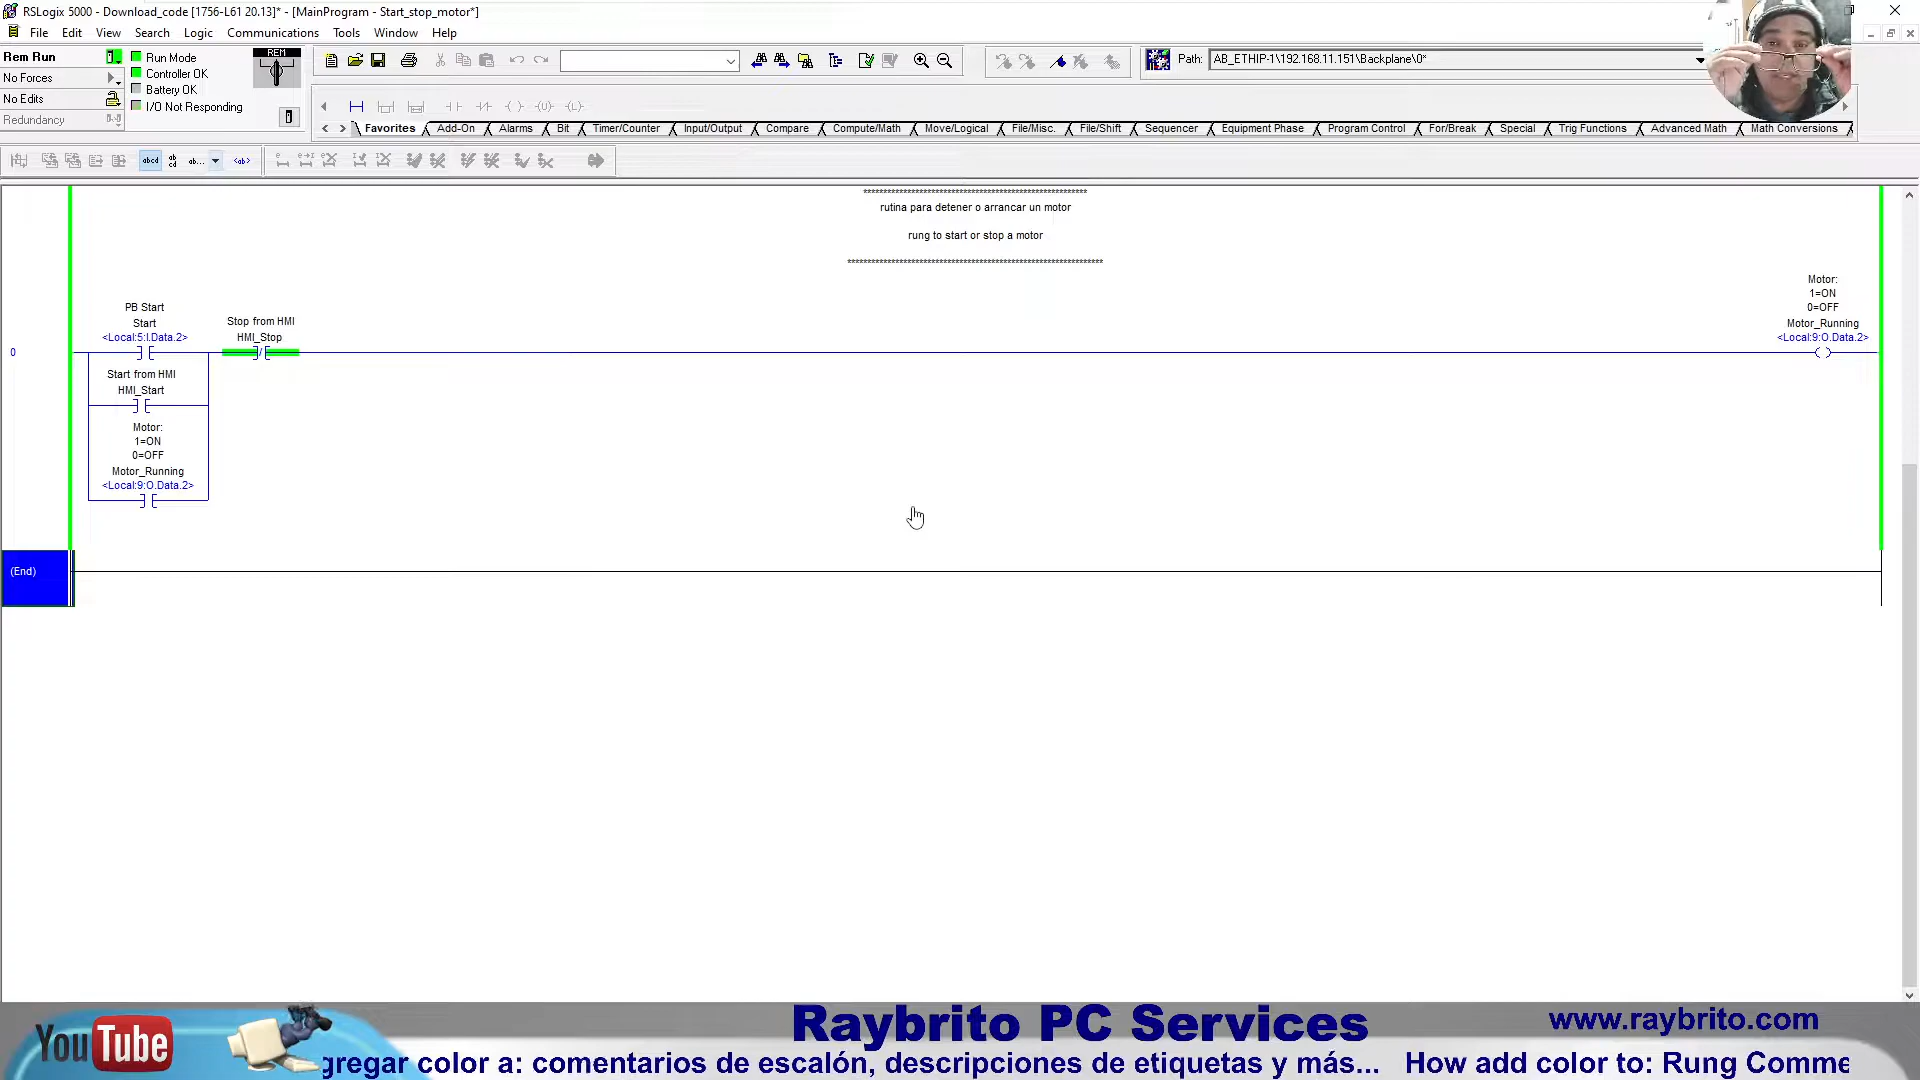 RSLogix 5000 - Download_code [1756-L61 20.13]* - [MainProgram - Start_stop_motor*]
File Edit View Search Logic Communications Tools Window Help
Rem Run
No Forces
No Edits
Redundancy
Run Mode
Controller OK
Battery OK
I/O Not Responding
REM
Path: AB_ETHIP-1\192.168.11.151\Backplane\0*
Favorites Add-On Alarms Bit Timer/Counter Input/Output Compare Compute/Math Move/Logical File/Misc. File/Shift Sequencer Equipment Phase Program Control For/Break Special Trig Functions Advanced Math Math Conversions
rutina para detener o arrancar un motor
rung to start or stop a motor
0
PB Start
Start
<Local:5:I.Data.2>
Stop from HMI
HMI_Stop
Motor:
1=ON
0=OFF
Motor_Running
<Local:9:O.Data.2>
Start from HMI
HMI_Start
Motor:
1=ON
0=OFF
Motor_Running
<Local:9:O.Data.2>
(End)
YouTube
Raybrito PC Services
www.raybrito.com
gregar color a: comentarios de escalón, descripciones de etiquetas y más... How add color to: Rung Comme